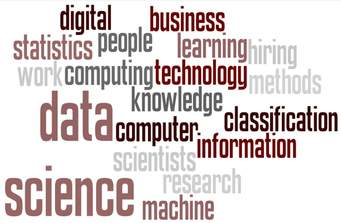 digital business
statistics people learning hiring
work computing technology methods
knowledge
data computer classification
information
scientists
research
science machine